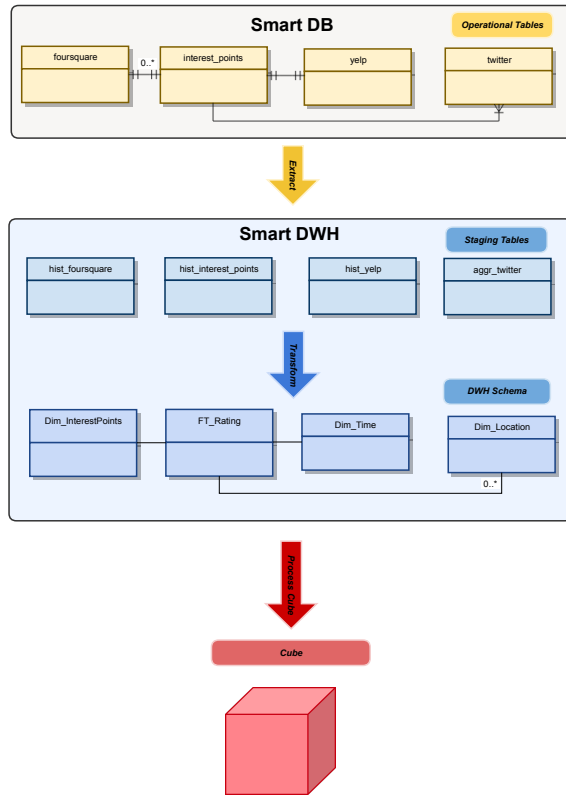 Smart DB
Operational Tables
foursquare
0..*
interest_points
yelp
twitter
Extract
Smart DWH
Staging Tables
hist_foursquare
hist_interest_points
hist_yelp
aggr_twitter
Transform
DWH Schema
Dim_InterestPoints
FT_Rating
Dim_Time
Dim_Location
0..*
Process Cube
Cube